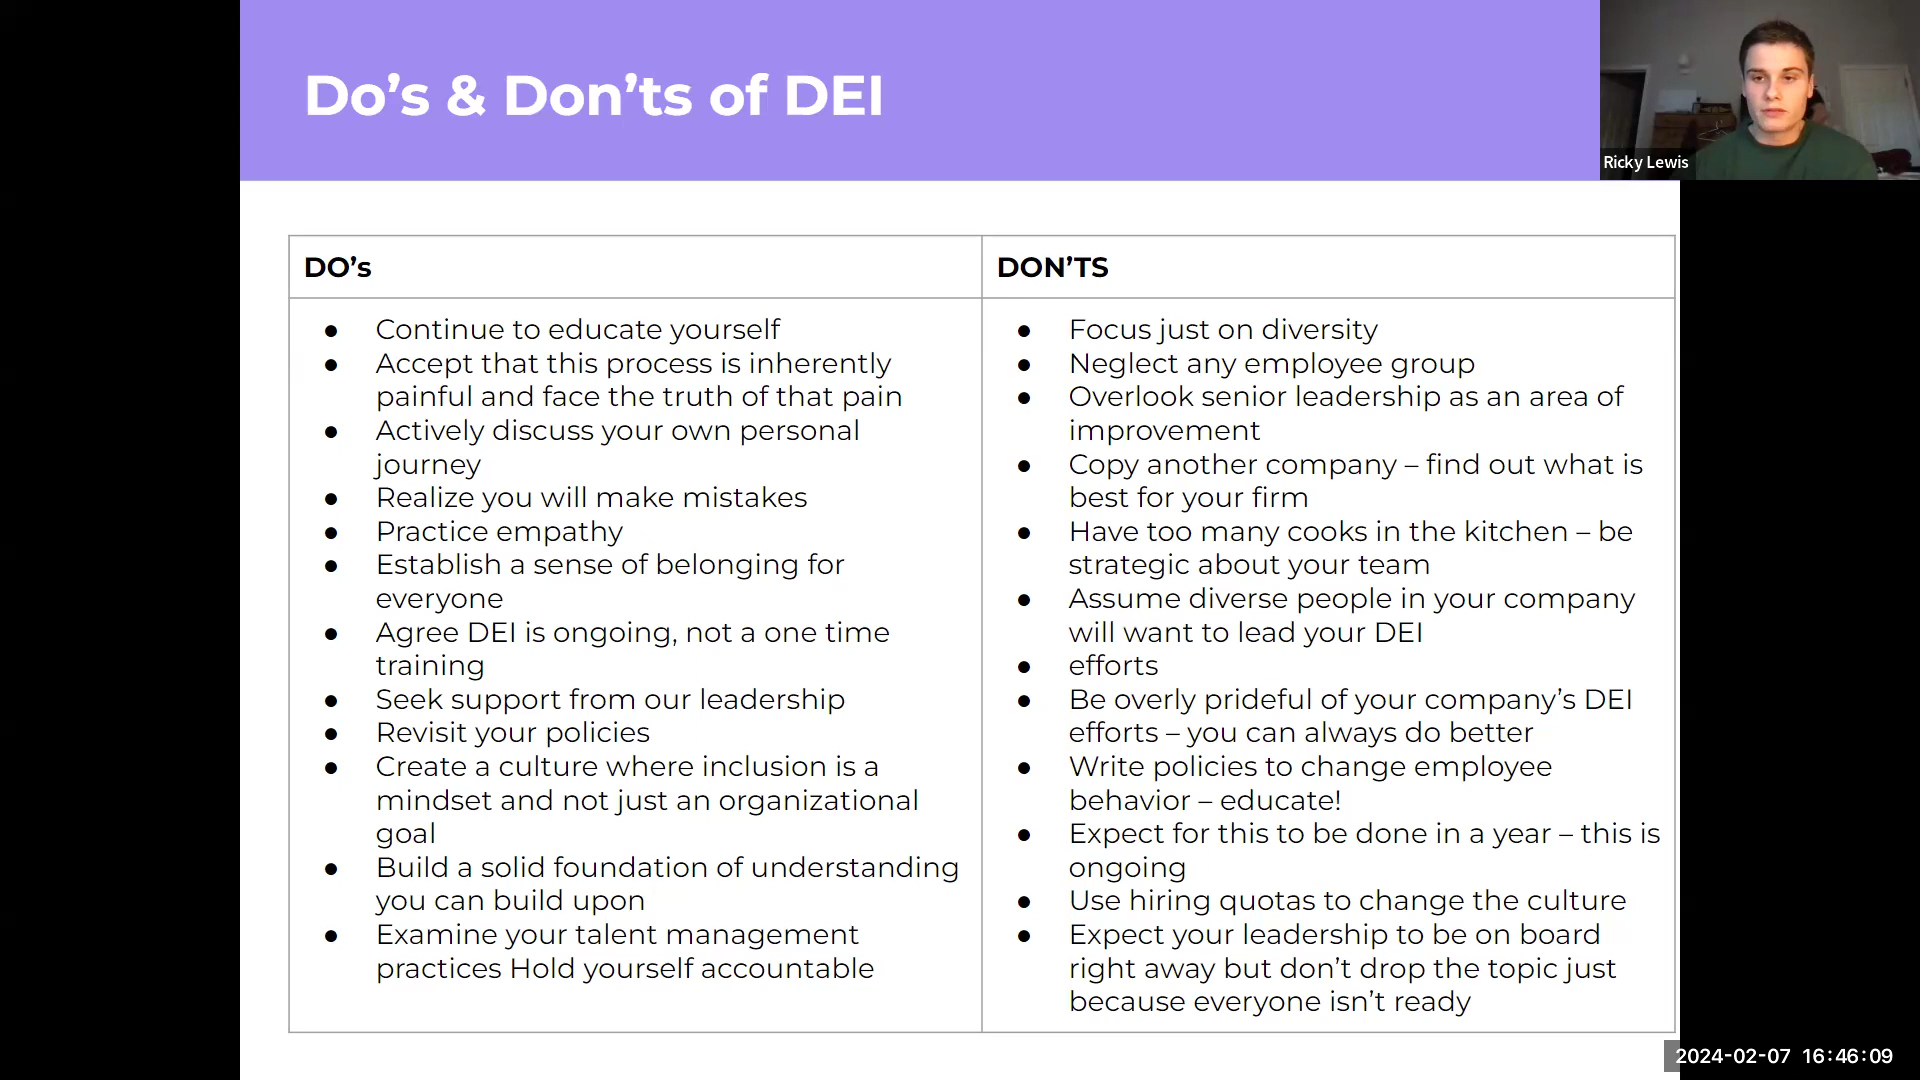 Do’s & Don’ts of DEI
Ricky Lewis
DO’s
● Continue to educate yourself
● Accept that this process is inherently
painful and face the truth of that pain
● Actively discuss your own personal
journey
● Realize you will make mistakes
● Practice empathy
● Establish a sense of belonging for
everyone
● Agree DEI is ongoing, not a one time
training
● Seek support from our leadership
● Revisit your policies
● Create a culture where inclusion is a
mindset and not just an organizational
goal
● Build a solid foundation of understanding
you can build upon
● Examine your talent management
practices Hold yourself accountable
DON’TS
● Focus just on diversity
● Neglect any employee group
● Overlook senior leadership as an area of
improvement
● Copy another company – find out what is
best for your firm
● Have too many cooks in the kitchen – be
strategic about your team
● Assume diverse people in your company
will want to lead your DEI
● efforts
● Be overly prideful of your company’s DEI
efforts – you can always do better
● Write policies to change employee
behavior – educate!
● Expect for this to be done in a year – this is
ongoing
● Use hiring quotas to change the culture
● Expect your leadership to be on board
right away but don’t drop the topic just
because everyone isn’t ready
2024-02-07 16:46:09